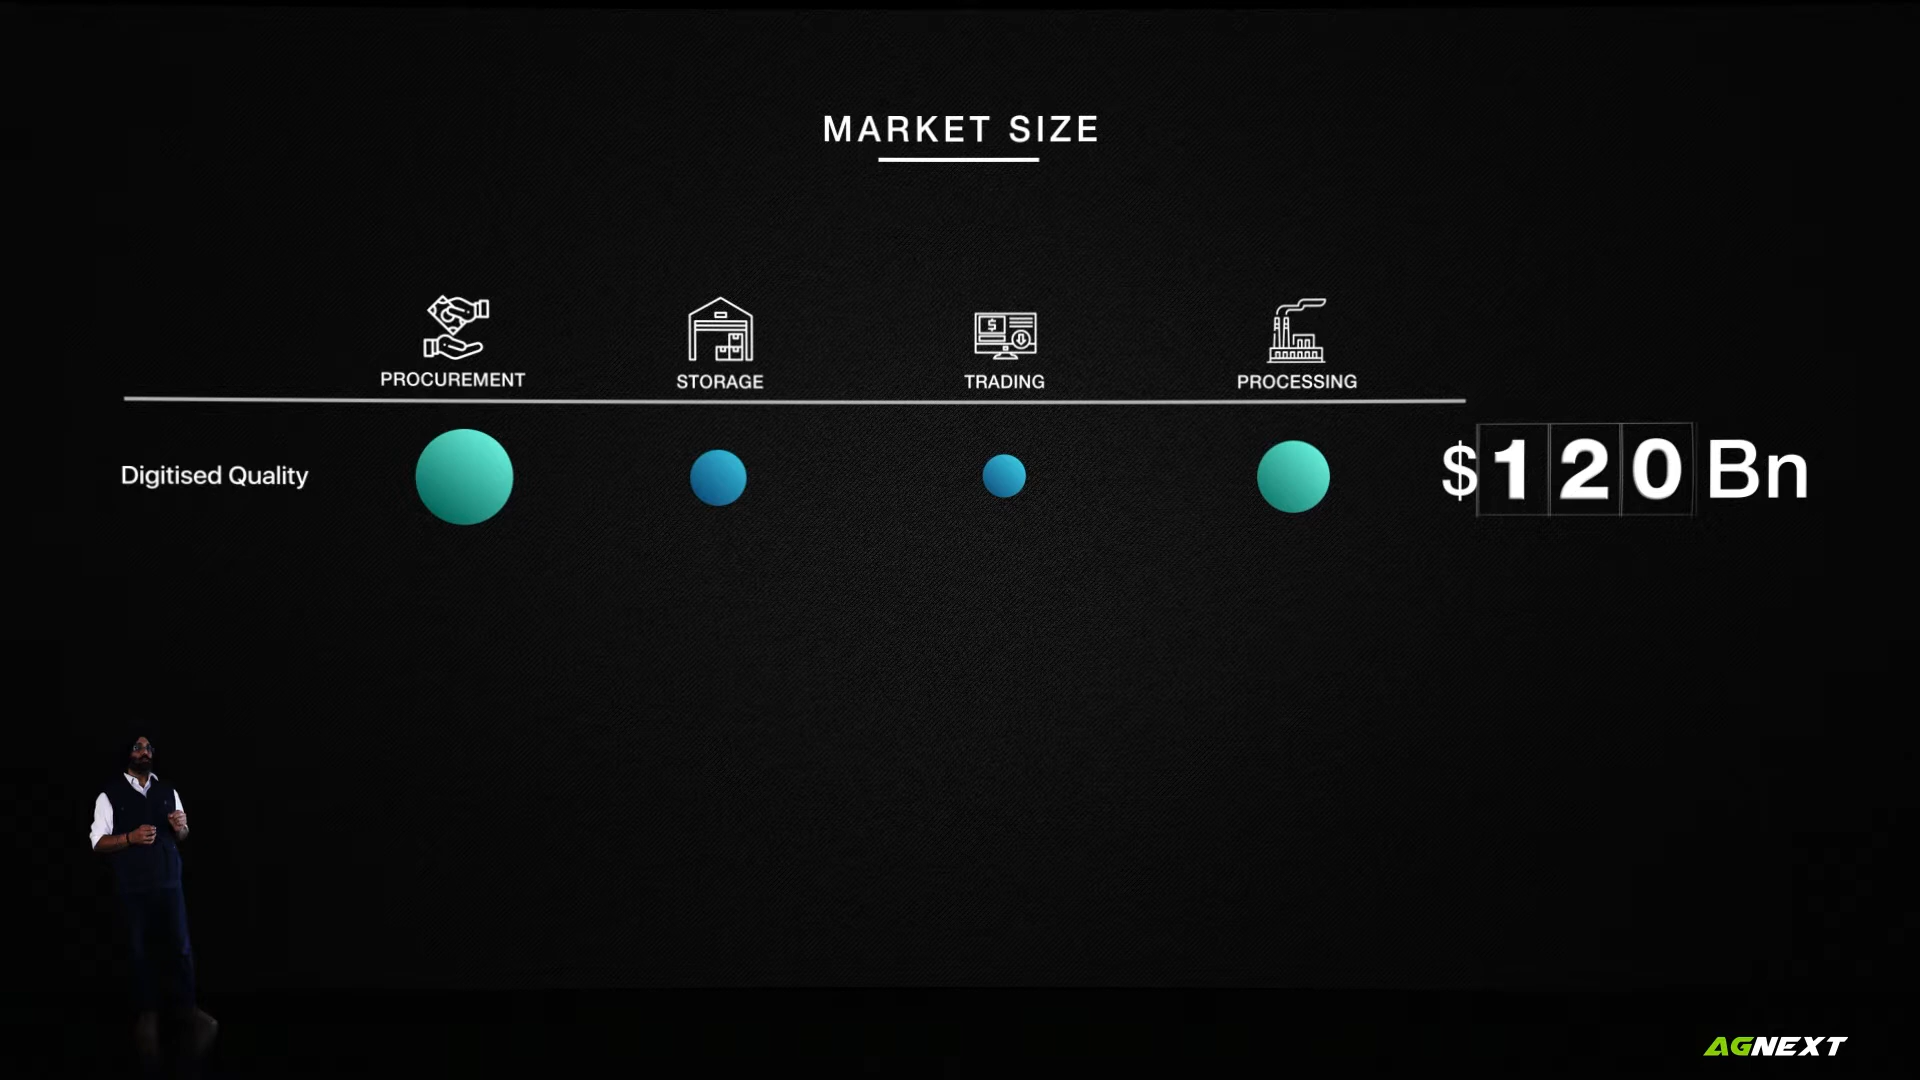 MARKET SIZE
PROCUREMENT
STORAGE
$
TRADING
PROCESSING
Digitised Quality
$120 Bn
AGNEXT